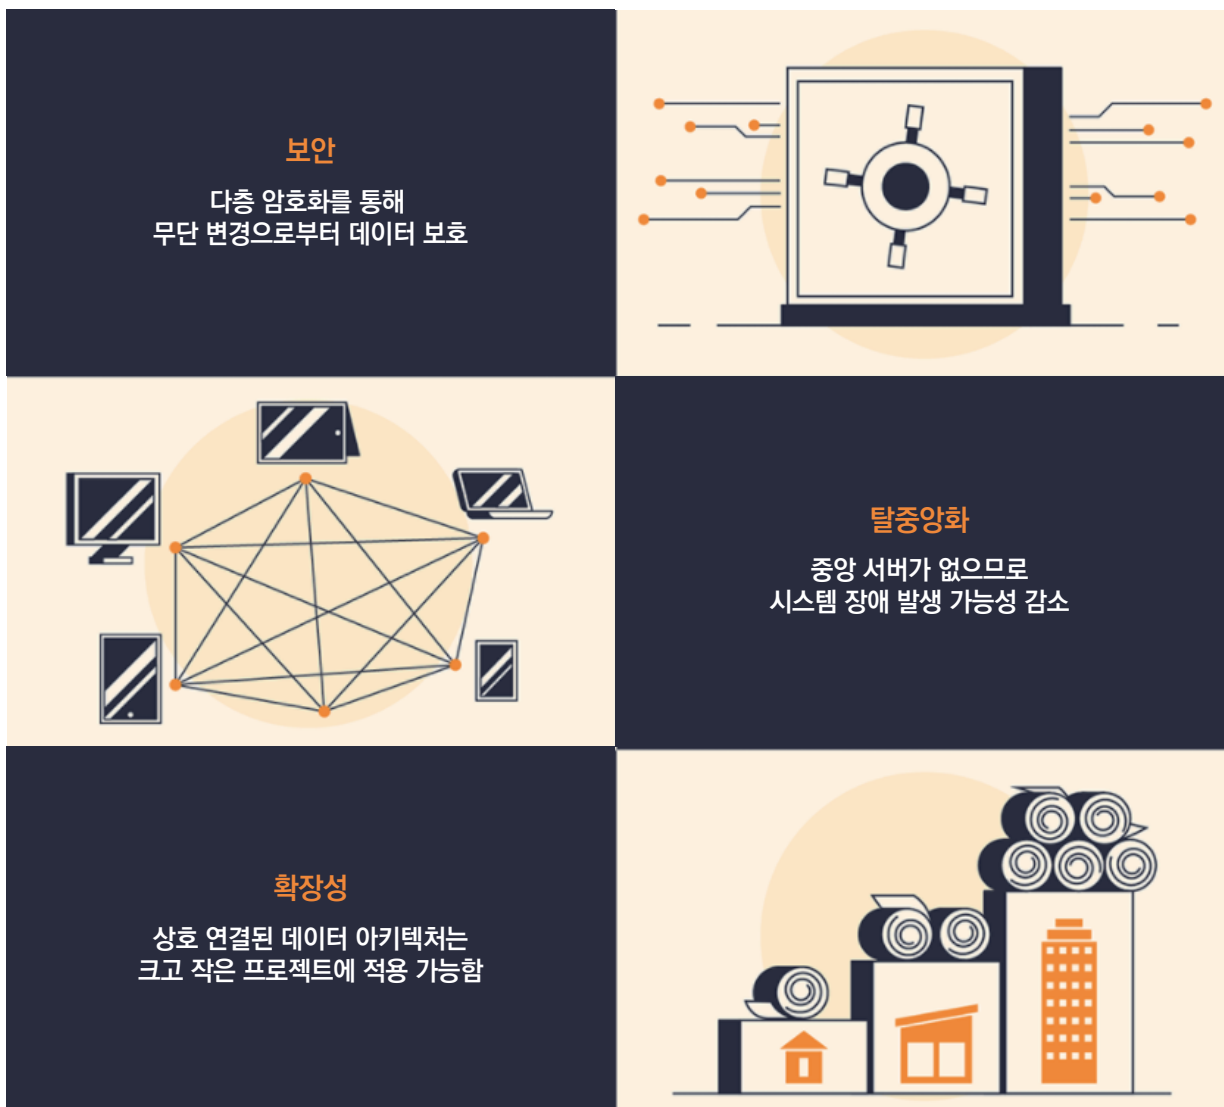 보안
다층 암호화를 통해
무단 변경으로부터 데이터 보호
탈중앙화
중앙 서버가 없으므로
시스템 장애 발생 가능성 감소
확장성
상호 연결된 데이터 아키텍처는
크고 작은 프로젝트에 적용 가능함